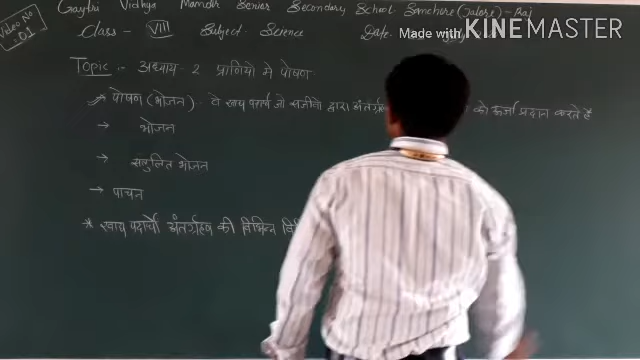 Gaytri Vidhya Mandir Senior Secondary School Sanchore (Jalore) - Raj
Video No 01
Class - VIII Subject Science Date
Made with KINEMASTER
Topic :- अध्याय - 2 प्राणियो मे पोषण
पोषण (भोजन) :- वे खाद्य पदार्थ जो सजीवो द्वारा अंतर्ग्रह को ऊर्जा प्रदान करते है
→ भोजन
→ सतुलित भोजन
→ पाचन
* खाद्य पदार्थो अंतर्ग्रहण की विभिन्न